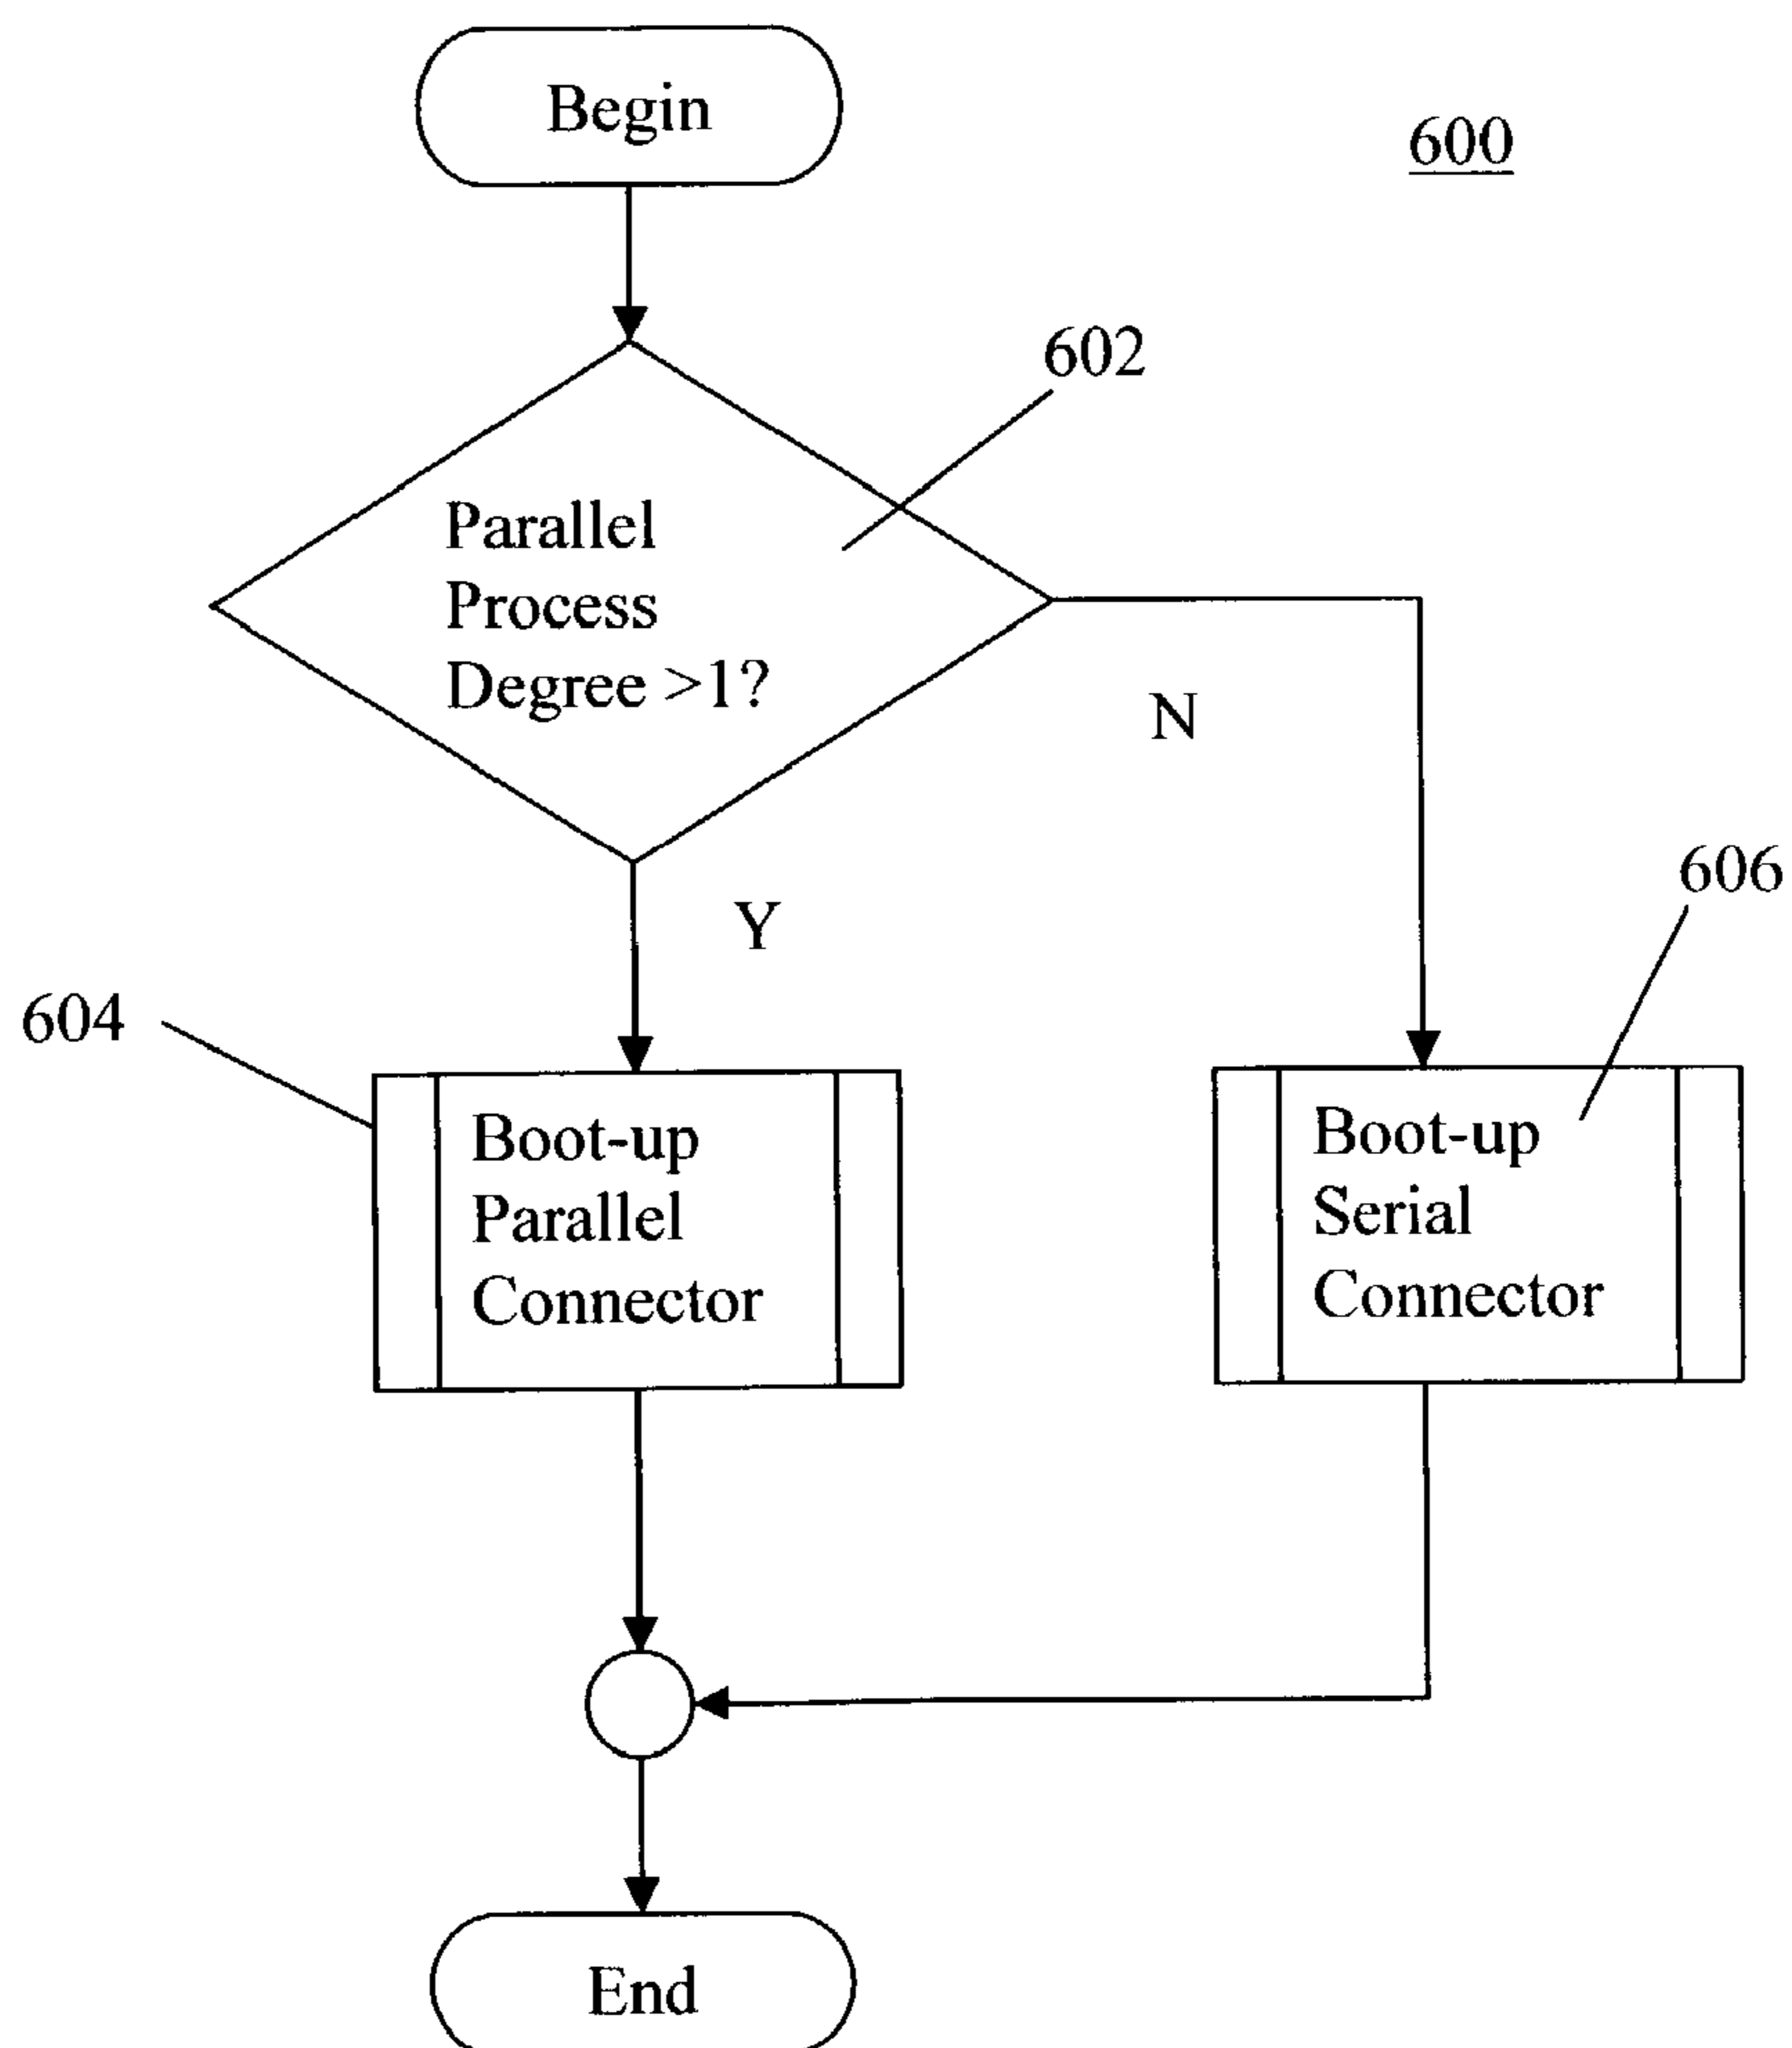 Begin
600
602
Parallel
Process
Degree >1?
N
Y
606
604
Boot-up
Parallel
Connector
Boot-up
Serial
Connector
End